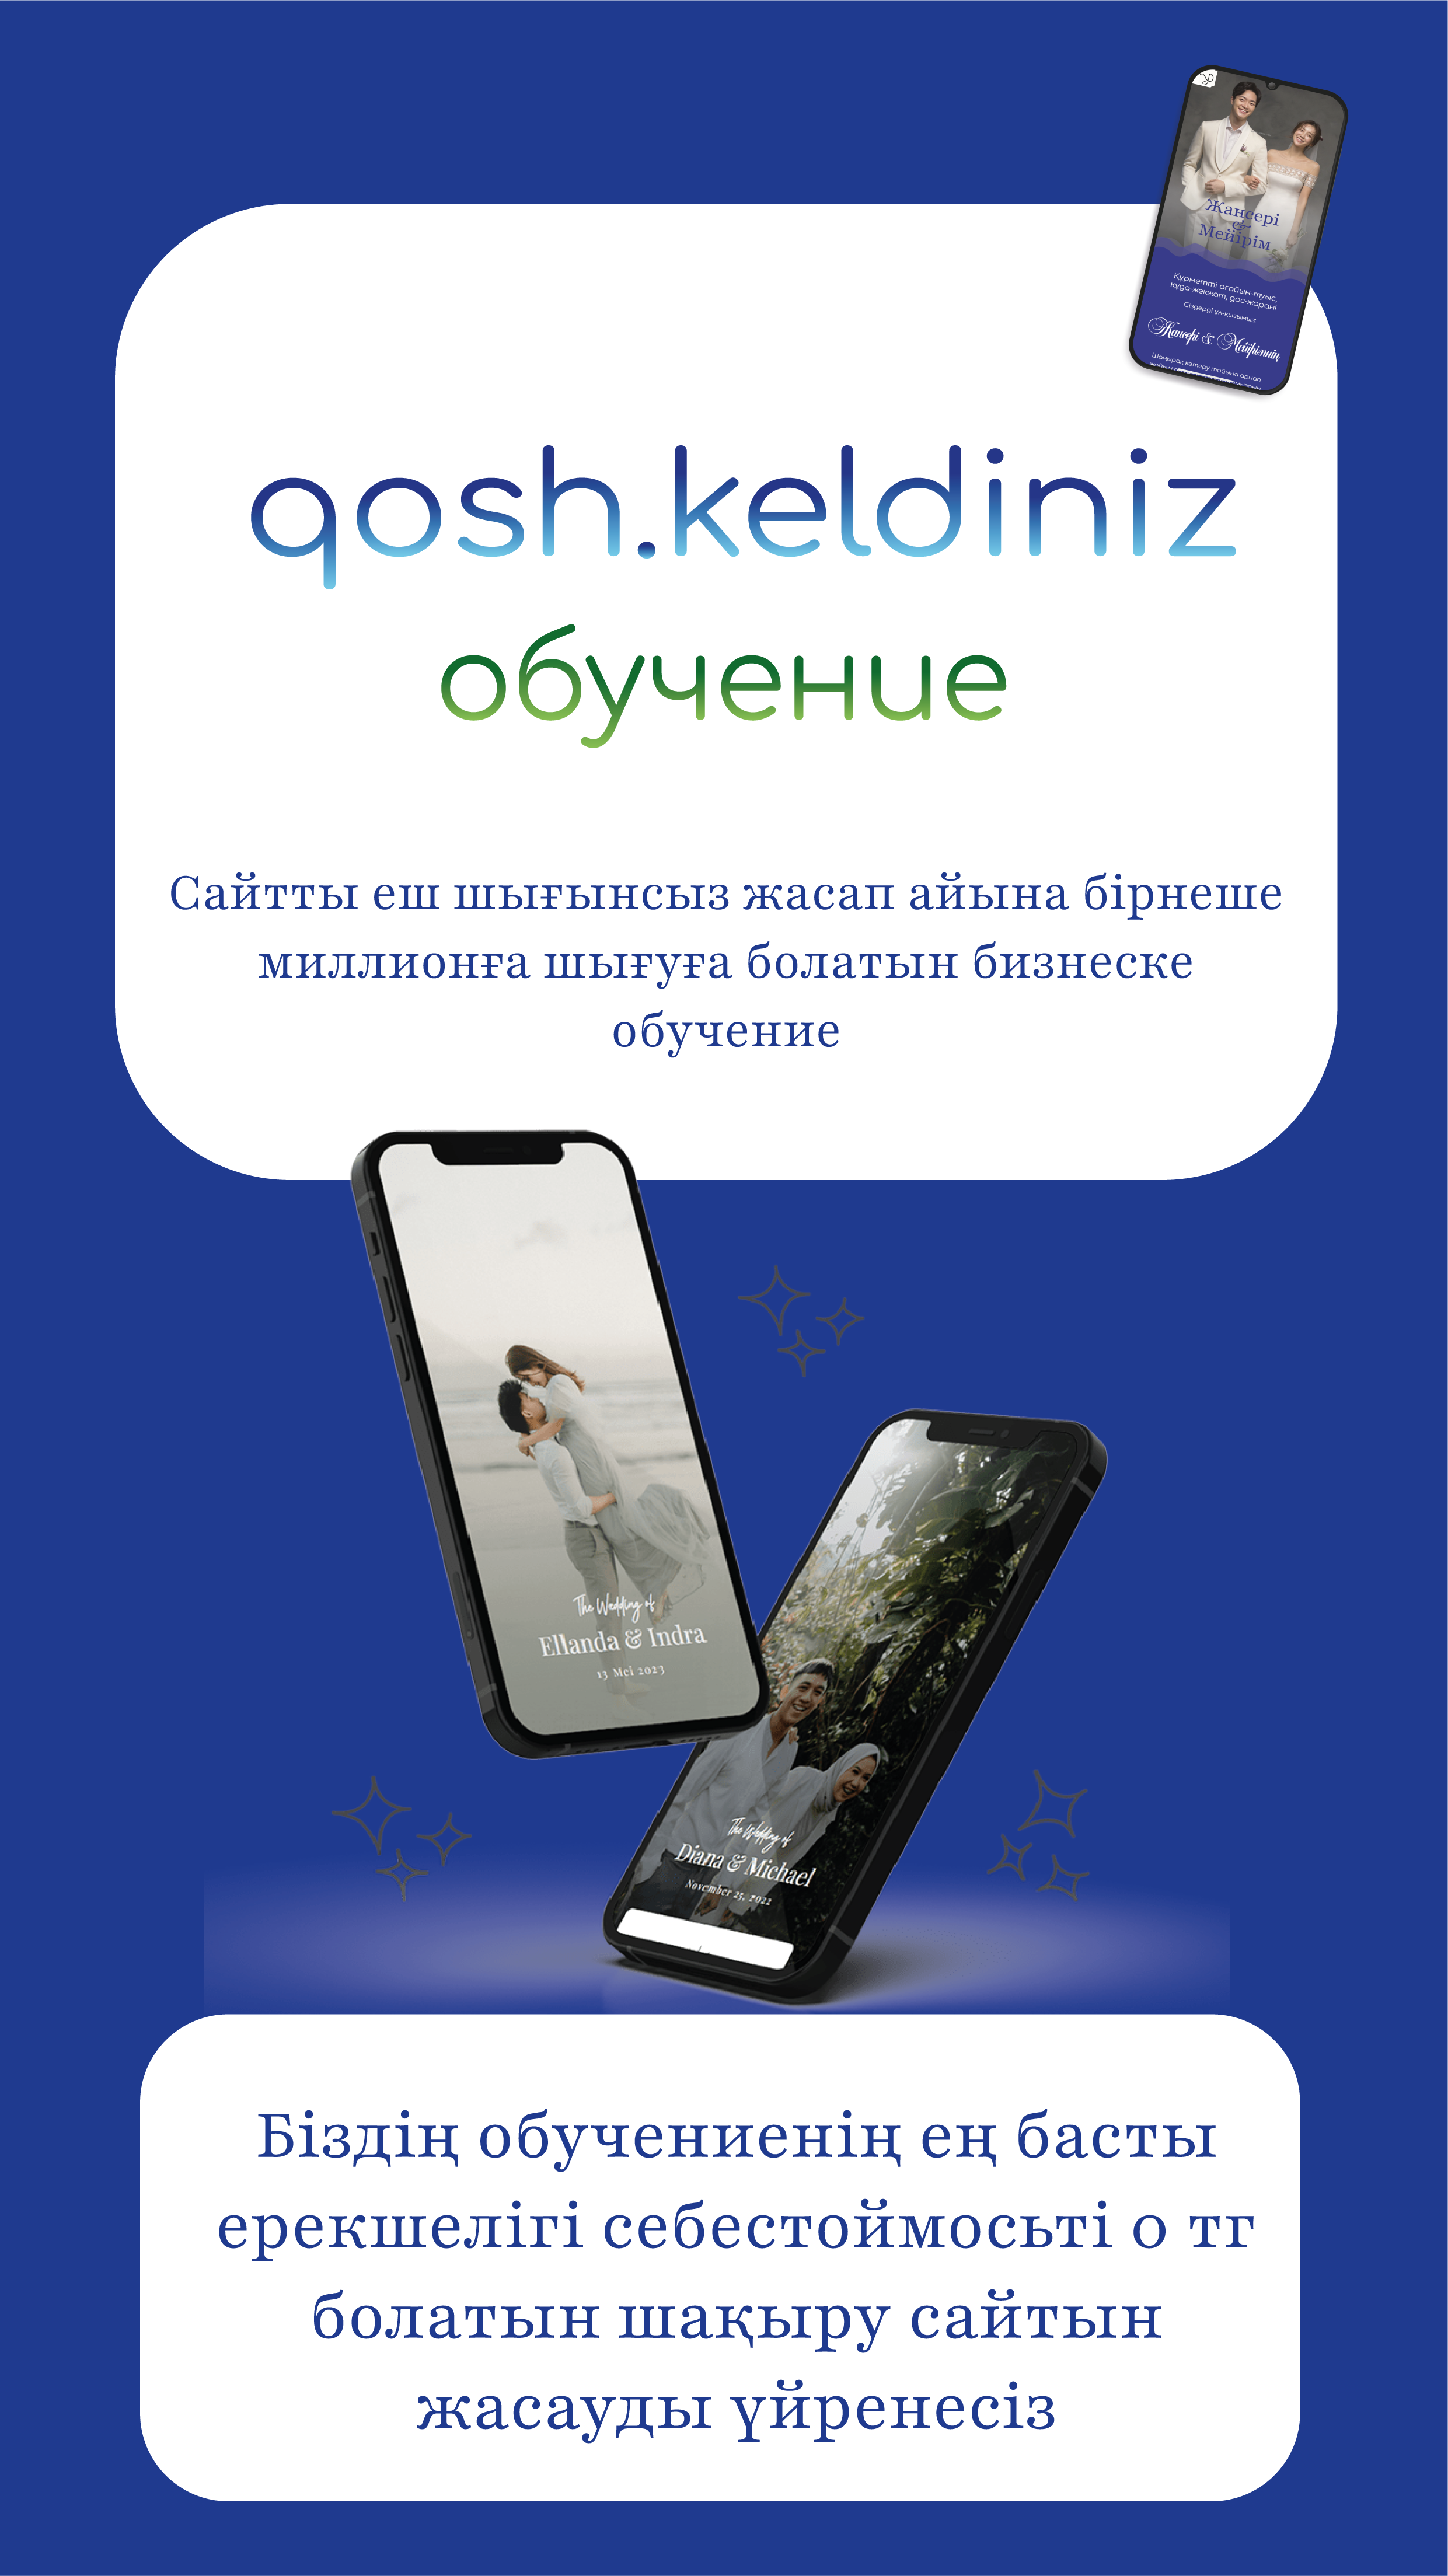 Жансері
&
Мейірім
Құрметті ағайын-туыс,
құда-жекжат, дос-жаран!
Сіздерді ұл-қызымыз
Жансері & Мейірімнің
Шаңырақ көтеру тойына арнап
qosh.keldiniz
обучение
Сайтты еш шығынсыз жасап айына бірнеше
миллионға шығуға болатын бизнеске
обучение
The Wedding of
Ellanda & Indra
13 Mei 2023
The Wedding of
Diana & Michael
November 25, 2022
Біздің обучениенің ең басты
ерекшелігі себестоймосьті 0 тг
болатын шақыру сайтын
жасауды үйренесіз